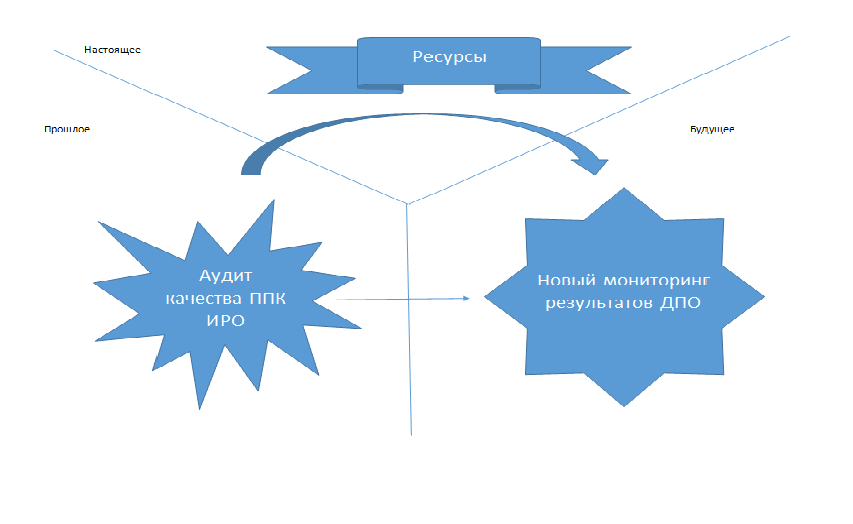 Настоящее
Ресурсы
Прошлое
Будущее
Аудит
качества ППК
ИРО
Новый мониторинг
результатов ДПО